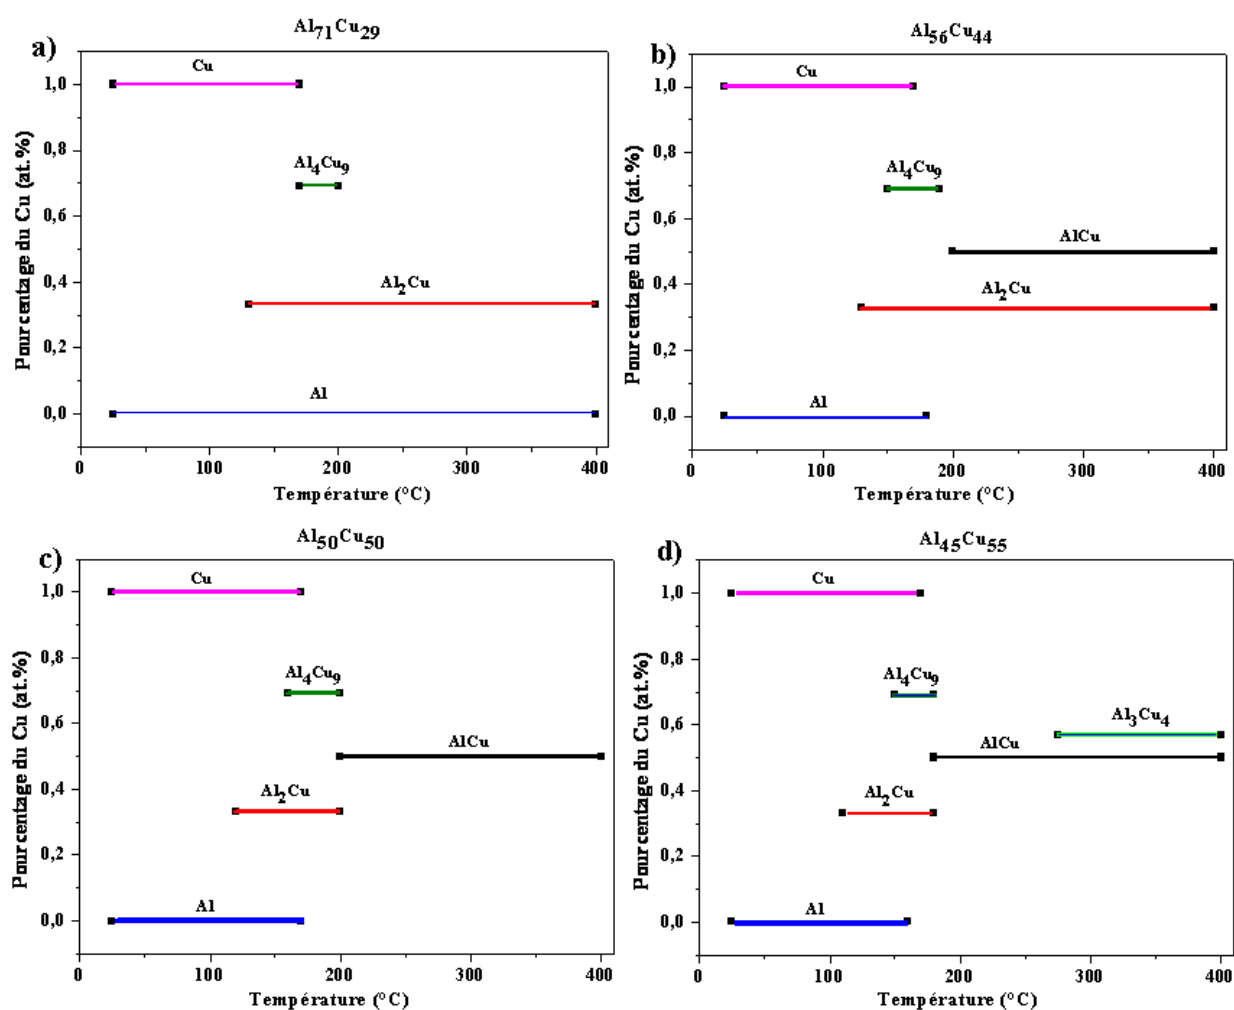 Al71Cu29
a)
Pourcentage du Cu (at.%)
1,0
0,8
0,6
0,4
0,2
0,0
Cu
Al4Cu9
Al2Cu
Al
0 100 200 300 400
Température (°C)
Al56Cu44
b)
Pourcentage du Cu (at.%)
1,0
0,8
0,6
0,4
0,2
0,0
Cu
Al4Cu9
AlCu
Al2Cu
Al
0 100 200 300 400
Température (°C)
Al50Cu50
c)
Pourcentage du Cu (at.%)
1,0
0,8
0,6
0,4
0,2
0,0
Cu
Al4Cu9
AlCu
Al2Cu
Al
0 100 200 300 400
Température (°C)
Al45Cu55
d)
Pourcentage du Cu (at.%)
1,0
0,8
0,6
0,4
0,2
0,0
Cu
Al4Cu9
Al3Cu4
AlCu
Al2Cu
Al
0 100 200 300 400
Température (°C)